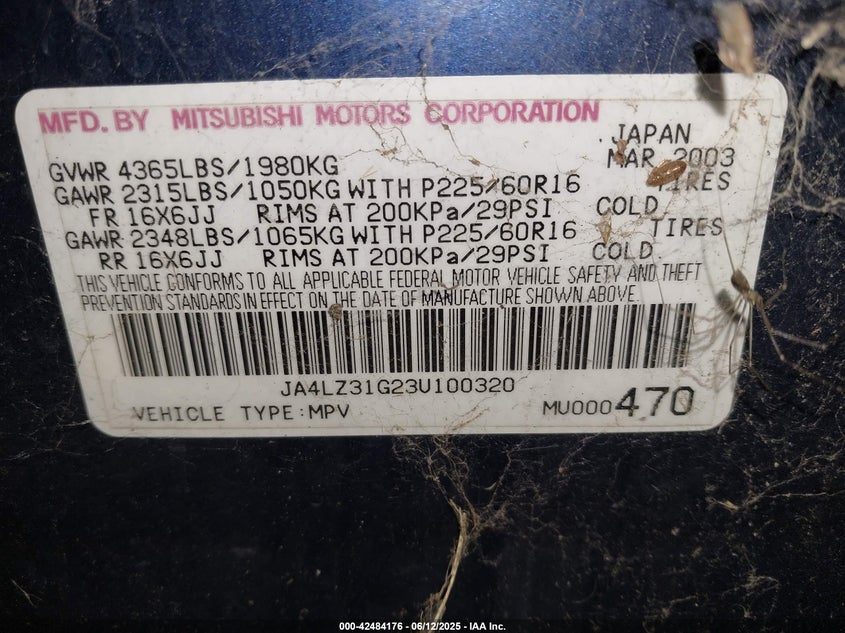 MFD. BY MITSUBISHI MOTORS CORPORATION
JAPAN
GVWR 4365LBS/1980KG MAR 2003
GAWR 2315LBS/1050KG WITH P225/60R16 TIRES
FR 16X6JJ RIMS AT 200KPa/29PSI COLD
GAWR 2348LBS/1065KG WITH P225/60R16 TIRES
RR 16X6JJ RIMS AT 200KPa/29PSI COLD.
THIS VEHICLE CONFORMS TO ALL APPLICABLE FEDERAL MOTOR VEHICLE SAFETY AND THEFT
PREVENTION STANDARDS IN EFFECT ON THE DATE OF MANUFACTURE SHOWN ABOVE.
JA4LZ31G23U100320
VEHICLE TYPE:MPV MU000470
000-42484176 - 06/12/2025 - IAA Inc.